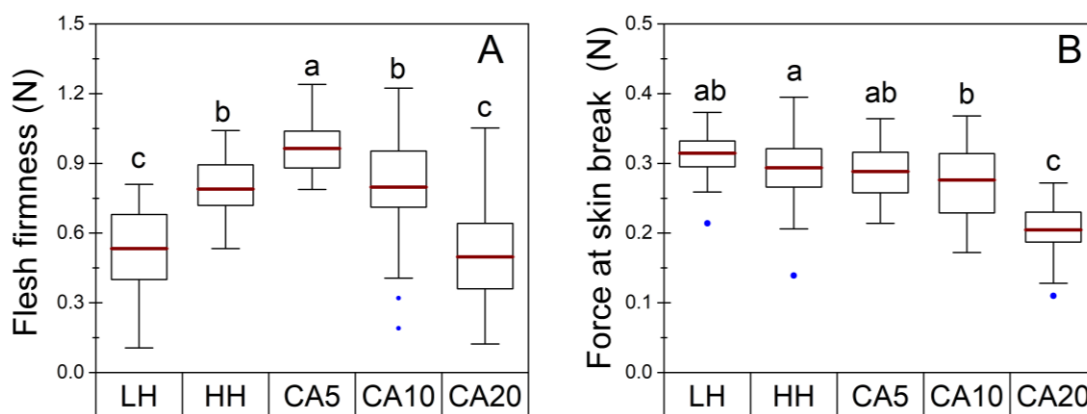 Flesh firmness (N)
1.5
1.2
0.9
0.6
0.3
0.0
A
c
b
a
b
c
LH HH CA5 CA10 CA20
Force at skin break (N)
0.5
0.4
0.3
0.2
0.1
0.0
B
ab
a
ab
b
c
LH HH CA5 CA10 CA20